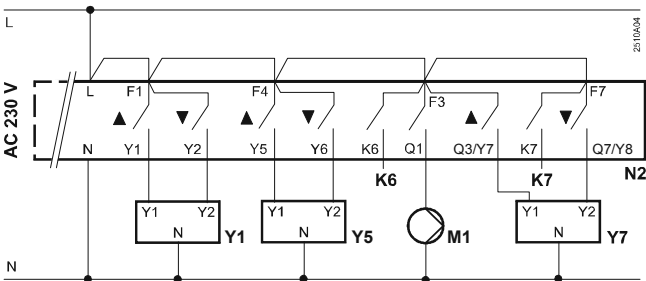 L
2510A04
AC 230 V
L F1 F4 F3 F7
N Y1 Y2 Y5 Y6 K6 Q1 Q3/Y7 K7 Q7/Y8
K6 K7 N2
Y1 Y2 Y1 Y2 Y1 Y2
N Y1 N Y5 M1 N Y7
N